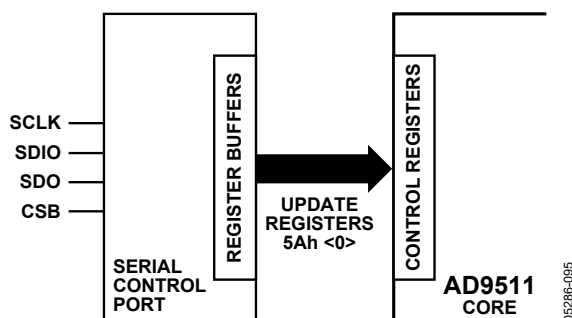 SCLK
SDIO
SDO
CSB
REGISTER BUFFERS
SERIAL
CONTROL
PORT
UPDATE
REGISTERS
5Ah <0>
CONTROL REGISTERS
AD9511
CORE
05286-095